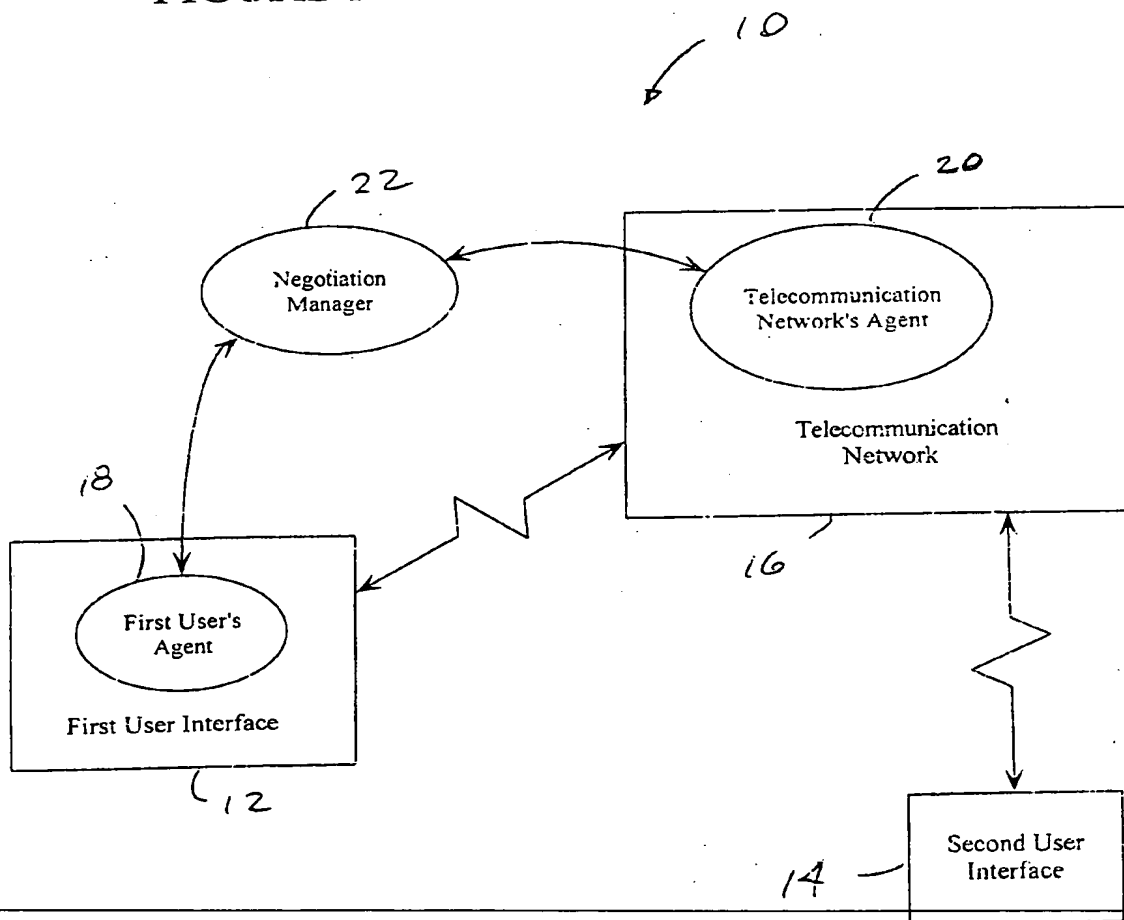 10
22
20
Negotiation
Manager
Telecommunication
Network's Agent
Telecommunication
Network
18
16
First User's
Agent
First User Interface
12
Second User
Interface
14